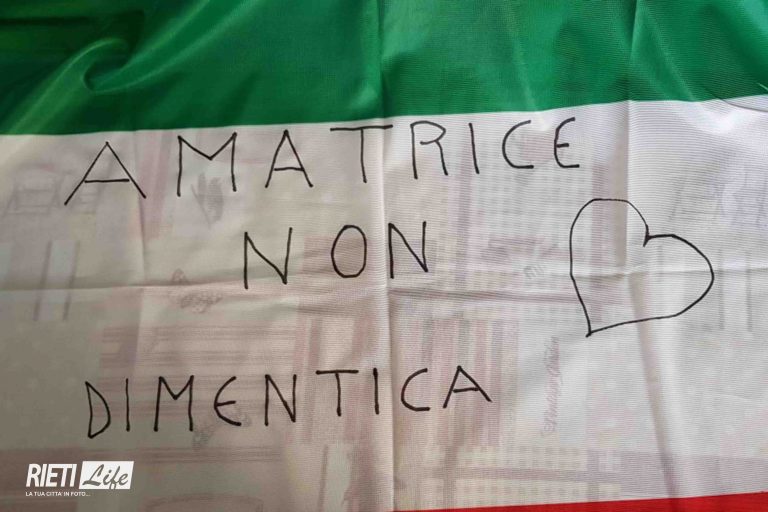 AMATRICE
NON
DIMENTICA
RIETI Life
LA TUA CITTA' IN FOTO...